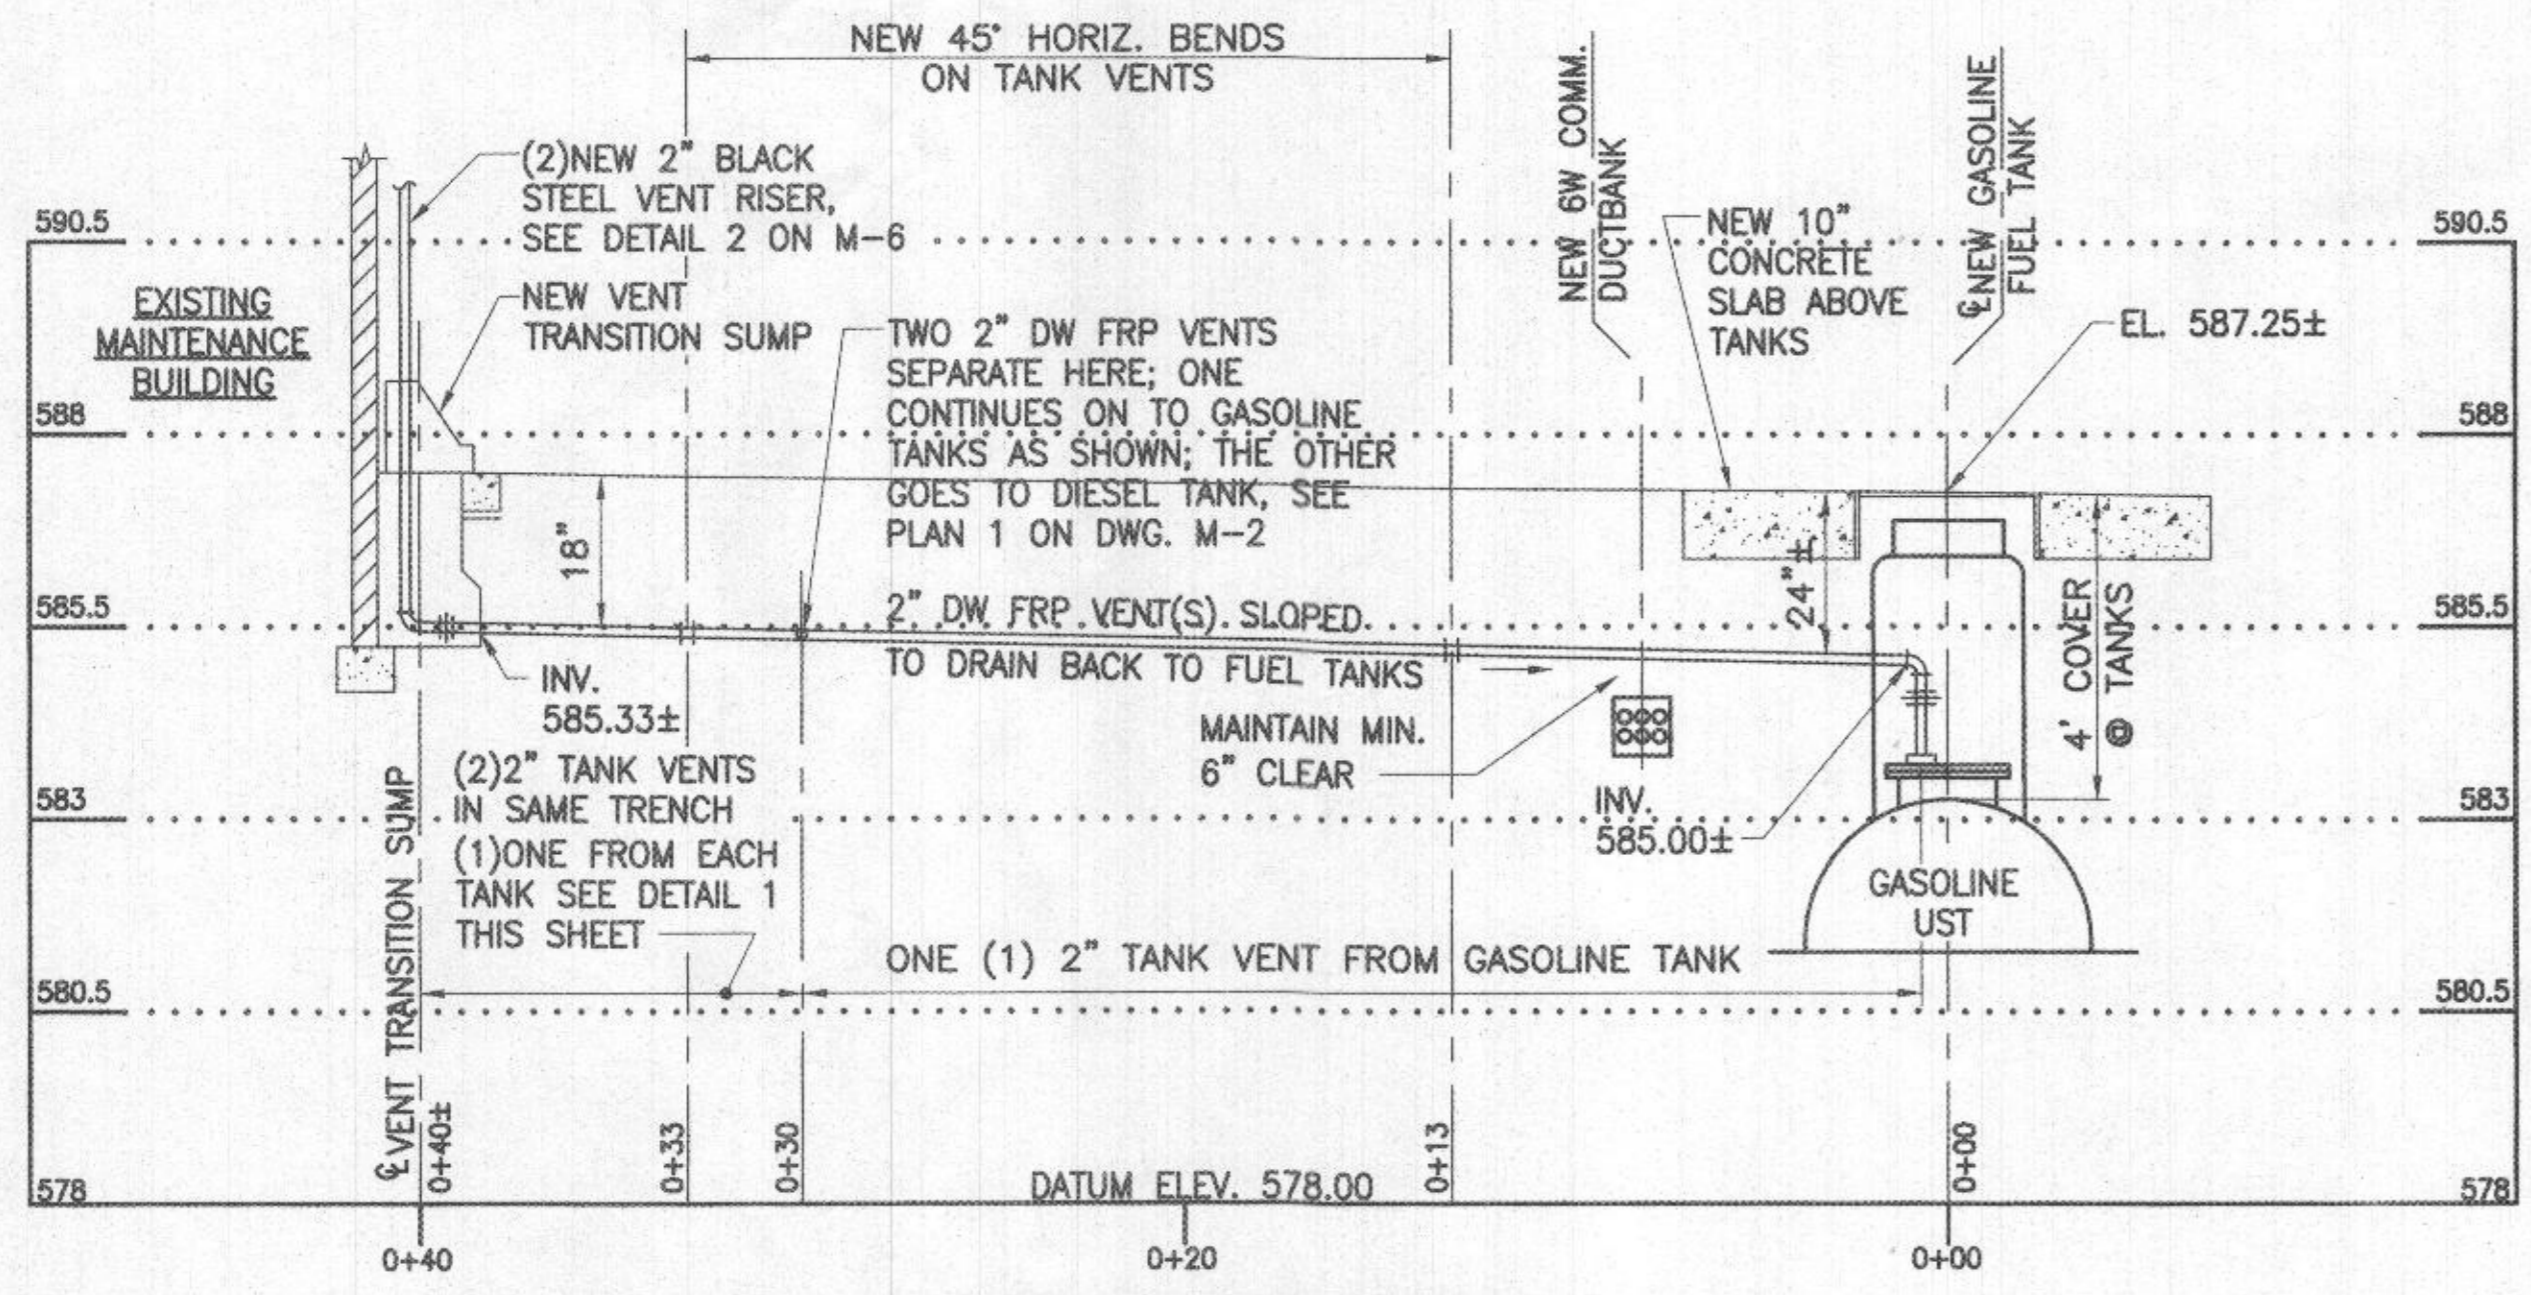 NEW 45° HORIZ. BENDS
ON TANK VENTS
(2)NEW 2" BLACK
STEEL VENT RISER,
SEE DETAIL 2 ON M-6
NEW VENT
TRANSITION SUMP
EXISTING
MAINTENANCE
BUILDING
TWO 2" DW FRP VENTS
SEPARATE HERE; ONE
CONTINUES ON TO GASOLINE
TANKS AS SHOWN; THE OTHER
GOES TO DIESEL TANK, SEE
PLAN 1 ON DWG. M-2
NEW 6W COMM.
DUCTBANK
NEW 10"
CONCRETE
SLAB ABOVE
TANKS
℄NEW GASOLINE
FUEL TANK
EL. 587.25±
590.5
588
585.5
583
580.5
578
590.5
588
585.5
583
580.5
578
18"
2" DW FRP VENT(S) SLOPED
TO DRAIN BACK TO FUEL TANKS
24"±
4' COVER
@ TANKS
INV.
585.33±
MAINTAIN MIN.
6" CLEAR
INV.
585.00±
(2)2" TANK VENTS
IN SAME TRENCH
(1)ONE FROM EACH
TANK SEE DETAIL 1
THIS SHEET
GASOLINE
UST
ONE (1) 2" TANK VENT FROM GASOLINE TANK
℄VENT TRANSITION SUMP
0+40±
0+33
0+30
0+13
0+00
DATUM ELEV. 578.00
0+40
0+20
0+00